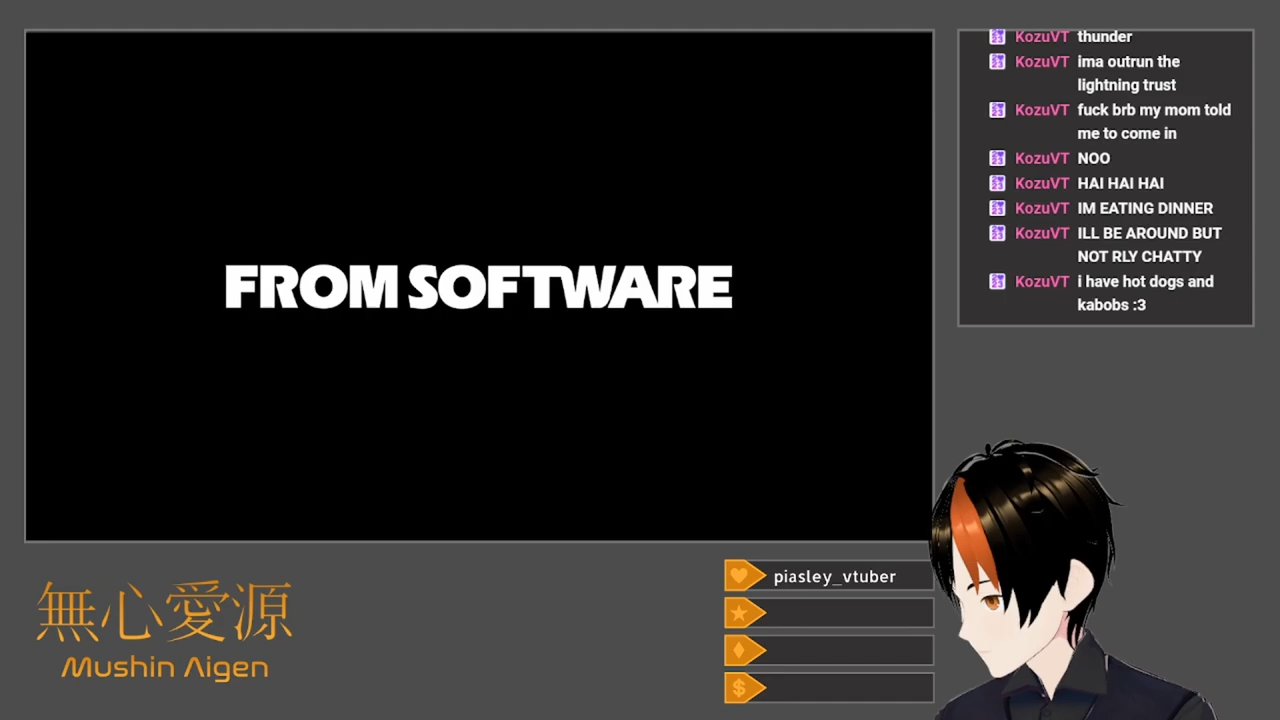 FROM SOFTWARE
KozuVT thunder
KozuVT ima outrun the
lightning trust
KozuVT fuck brb my mom told
me to come in
KozuVT NOO
KozuVT HAI HAI HAI
KozuVT IM EATING DINNER
KozuVT ILL BE AROUND BUT
NOT RLY CHATTY
KozuVT i have hot dogs and
kabobs :3
piasley_vtuber
$
無心愛源
Mushin Aigen